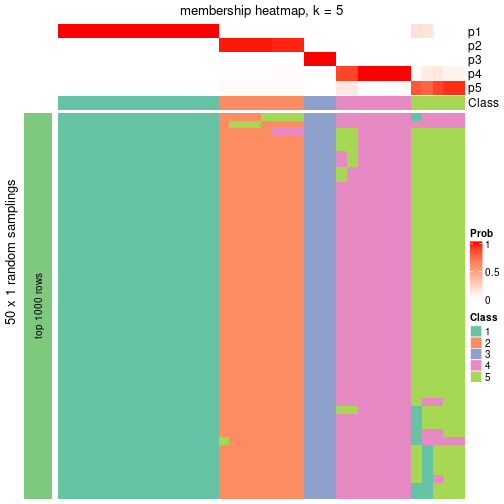 membership heatmap, k = 5
p1
p2
p3
p4
p5
Class
50 x 1 random samplings
top 1000 rows
Prob
1
0.5
0
Class
1
2
3
4
5